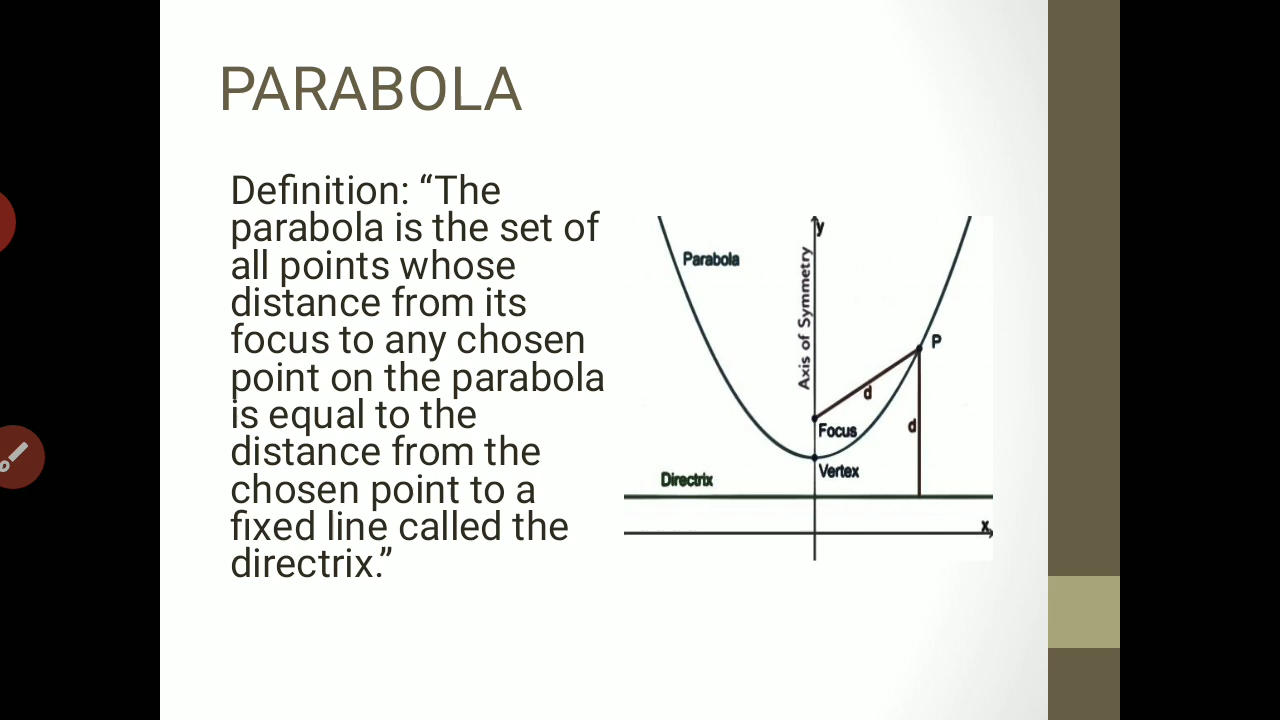 PARABOLA
Definition: “The
parabola is the set of
all points whose
distance from its
focus to any chosen
point on the parabola
is equal to the
distance from the
chosen point to a
fixed line called the
directrix.”
y
Parabola
Axis of Symmetry
P
d
d
Focus
Vertex
Directrix
x